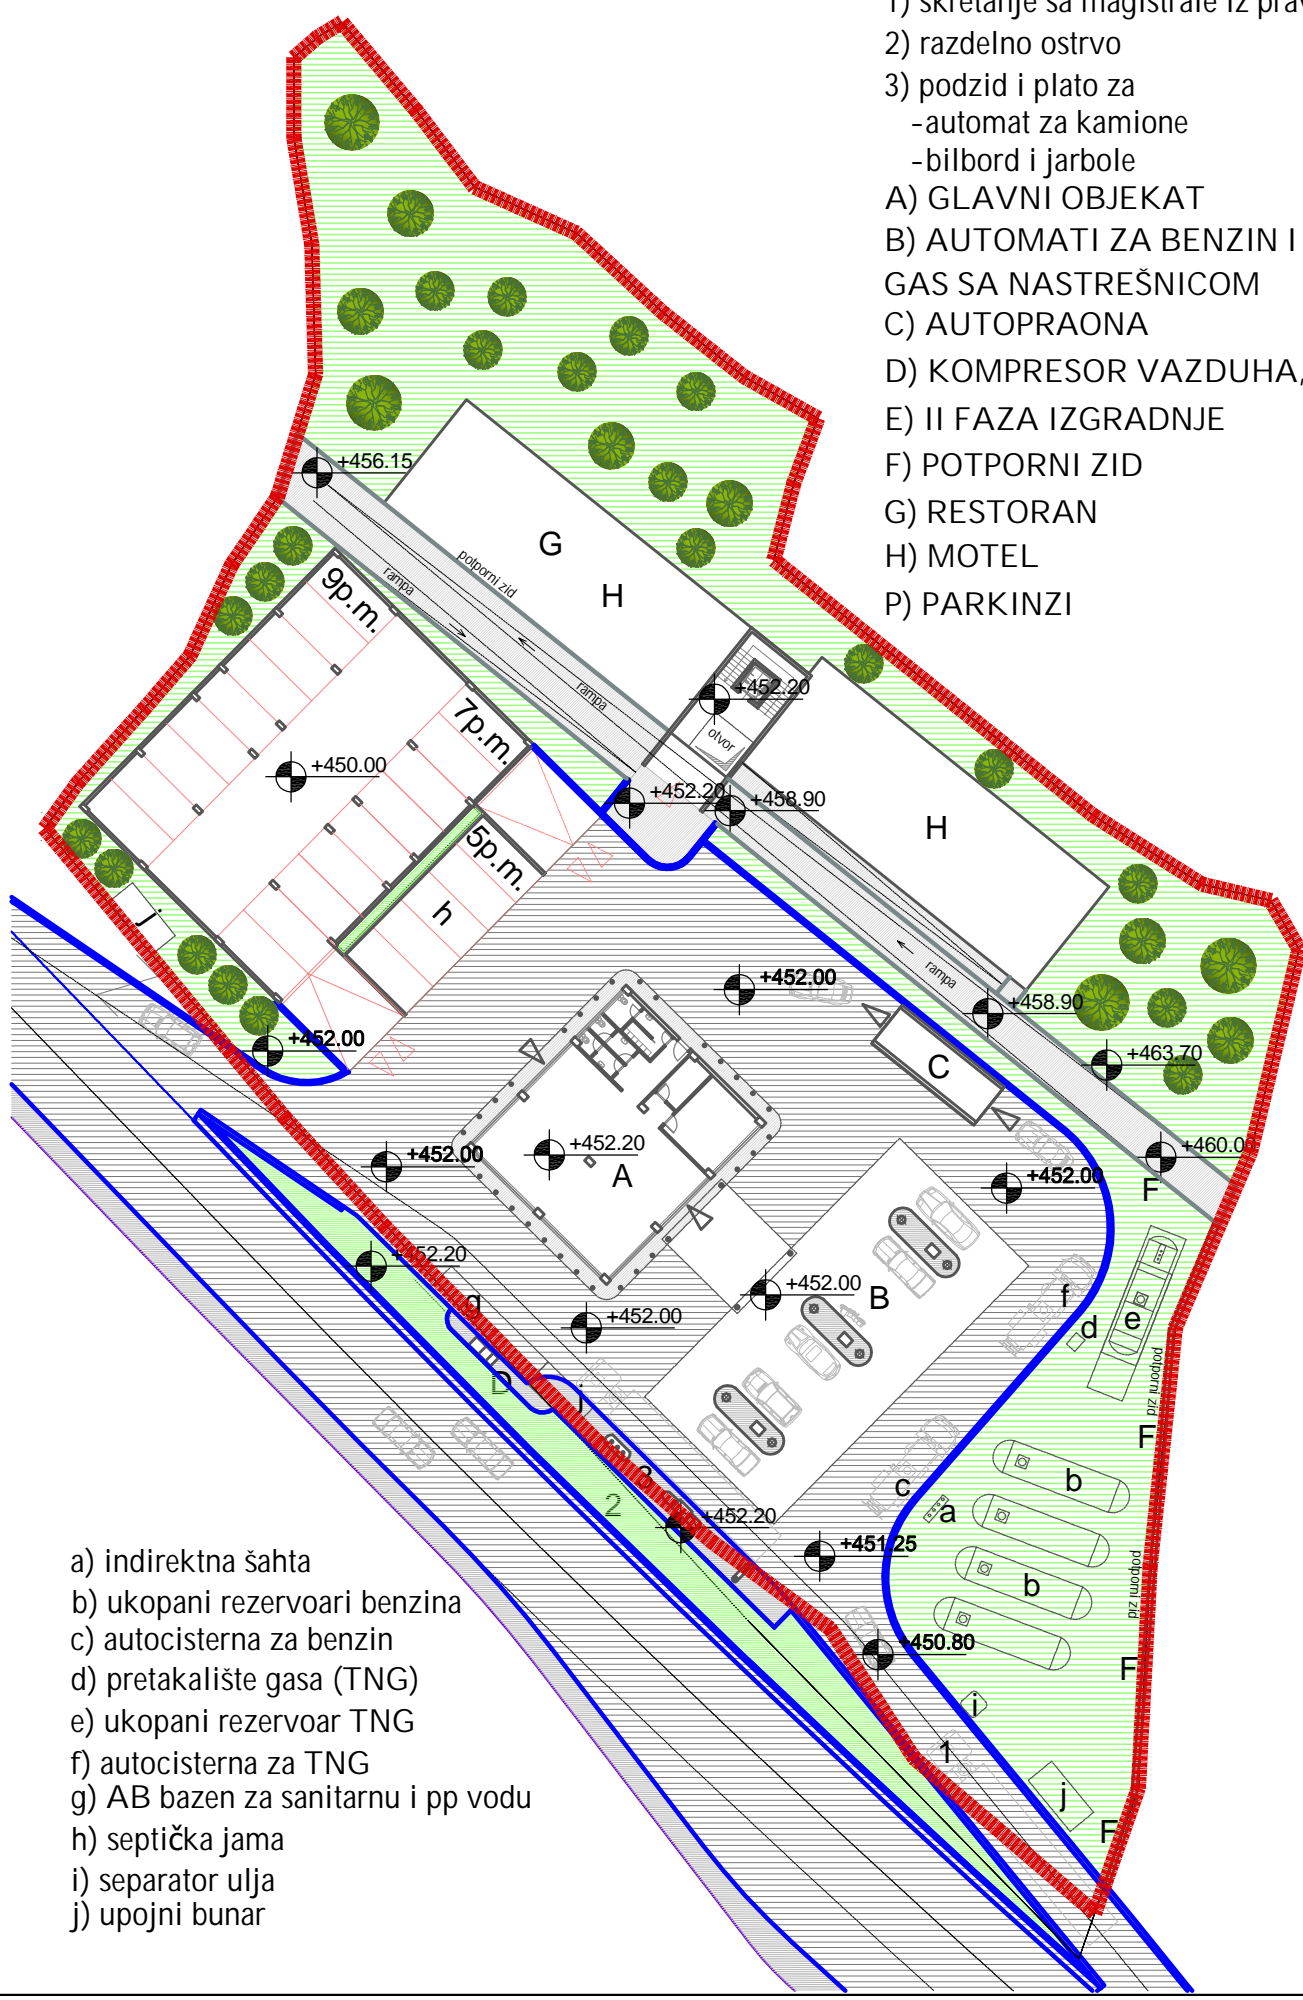 1) skretanje sa magistrale iz
2) razdelno ostrvo
3) podzid i plato za
-automat za kamione
-bilbord i jarbole
A) GLAVNI OBJEKAT
B) AUTOMATI ZA BENZIN I
GAS SA NASTREŠNICOM
C) AUTOPRAONA
D) KOMPRESOR VAZDUHA,
E) II FAZA IZGRADNJE
F) POTPORNI ZID
G) RESTORAN
H) MOTEL
P) PARKINZI
+456.15
G
potporni zid
rampa
9p.m.
H
rampa
+452.20
7p.m.
otvor
+450.00
+452.20
+458.90
5p.m.
H
h
j
rampa
+452.00
+458.90
+452.00
C
+463.70
+452.20
+452.00
A
+460.0
+452.00
F
+452.20
+452.00
B
f
g
+452.00
d
e
D
potporni zid
j
F
b
c
a
2
+452.20
+451.25
b
potporni zid
+450.80
F
i
1
j
F
a) indirektna šahta
b) ukopani rezervoari benzina
c) autocisterna za benzin
d) pretakalište gasa (TNG)
e) ukopani rezervoar TNG
f) autocisterna za TNG
g) AB bazen za sanitarnu i pp vodu
h) septička jama
i) separator ulja
j) upojni bunar